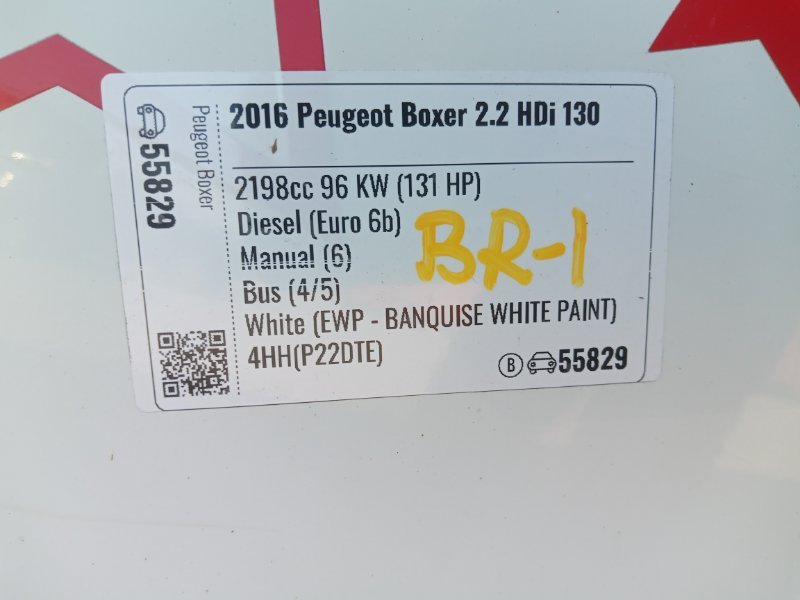 55829
Peugeot Boxer
2016 Peugeot Boxer 2.2 HDi 130
2198cc 96 KW (131 HP)
Diesel (Euro 6b)
Manual (6)
Bus (4/5)
White (EWP - BANQUISE WHITE PAINT)
4HH(P22DTE)
BR-1
B 55829